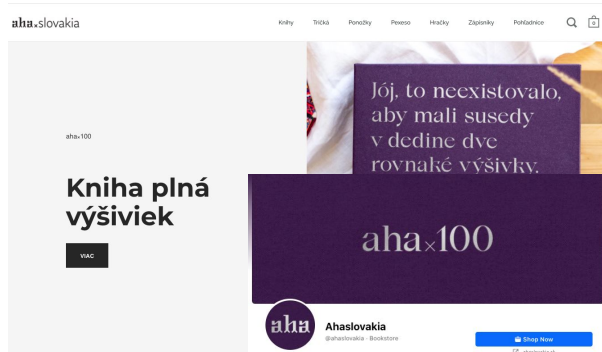 aha×slovakia
Knihy Tričká Ponožky Pexeso Hračky Zápisníky Pohľadnice 0
Jój, to neexistovalo,
aby mali susedy
v dedine dve
rovnaké výšivky.
aha×100
Kniha plná
výšiviek
VIAC
aha×100
aha
Ahaslovakia
@ahaslovakia · Bookstore
Shop Now